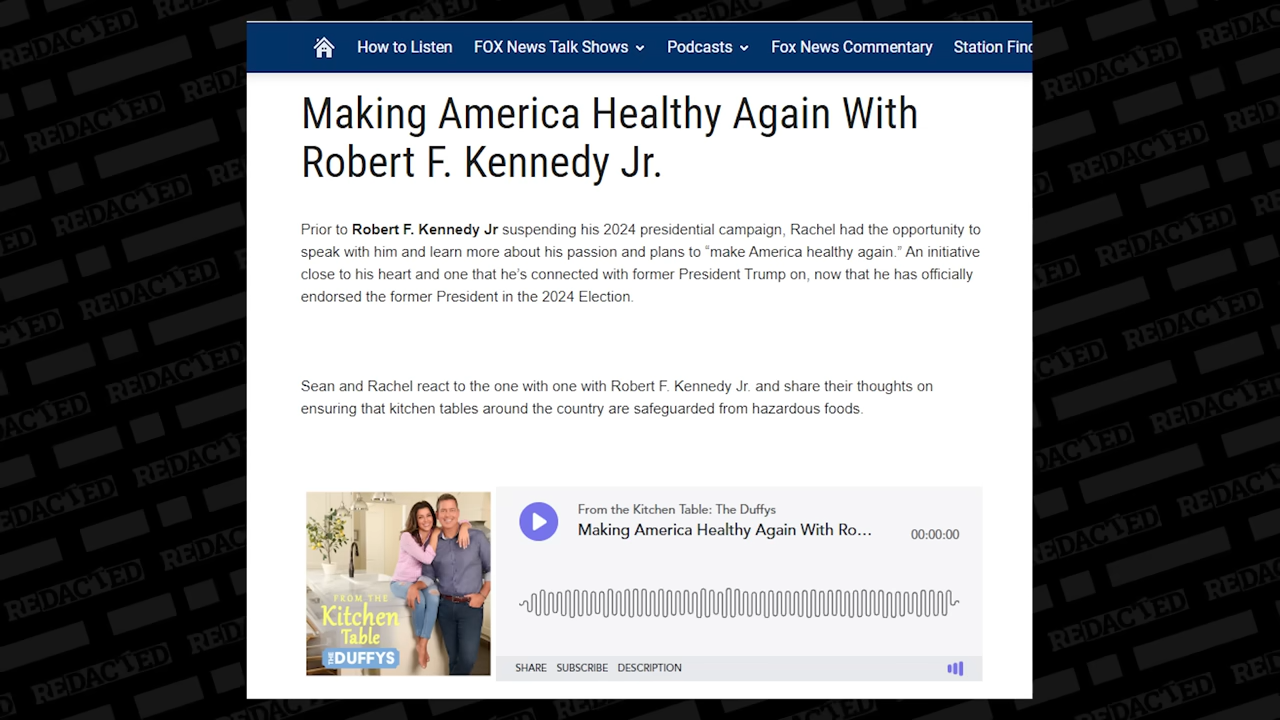 How to Listen FOX News Talk Shows Podcasts Fox News Commentary Station Find
Making America Healthy Again With
Robert F. Kennedy Jr.
Prior to Robert F. Kennedy Jr suspending his 2024 presidential campaign, Rachel had the opportunity to
speak with him and learn more about his passion and plans to “make America healthy again.” An initiative
close to his heart and one that he’s connected with former President Trump on, now that he has officially
endorsed the former President in the 2024 Election.
Sean and Rachel react to the one with one with Robert F. Kennedy Jr. and share their thoughts on
ensuring that kitchen tables around the country are safeguarded from hazardous foods.
FROM THE
Kitchen
Table
THE DUFFYS
From the Kitchen Table: The Duffys
Making America Healthy Again With Ro...
00:00:00
SHARE SUBSCRIBE DESCRIPTION
REDACTED